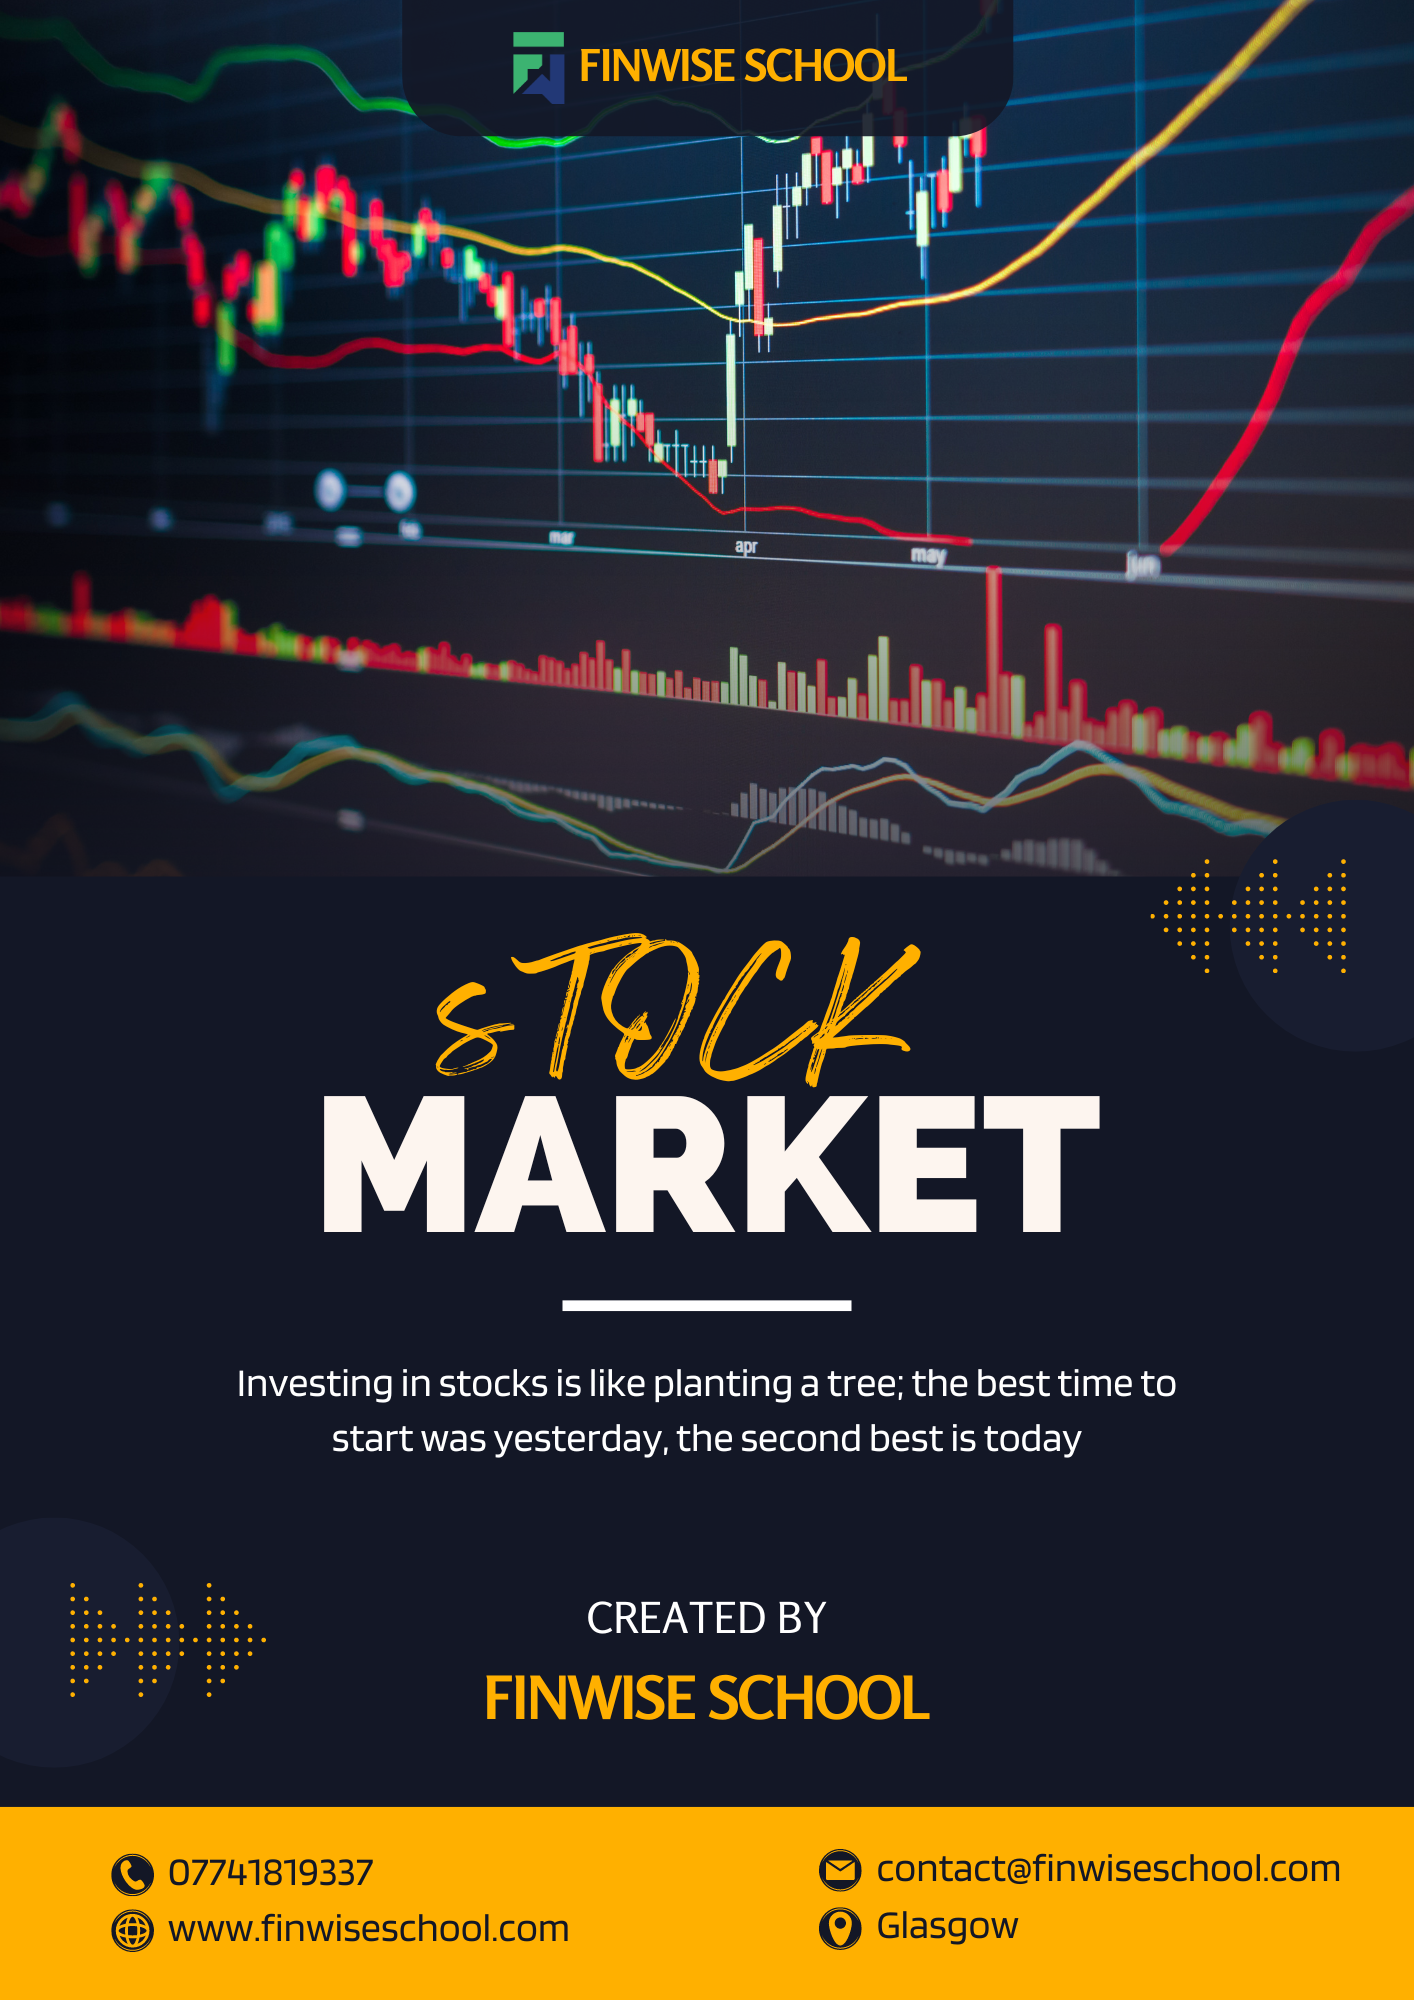 FINWISE SCHOOL
mar
apr
may
jun
sTOCK
MARKET
Investing in stocks is like planting a tree; the best time to
start was yesterday, the second best is today
CREATED BY
FINWISE SCHOOL
07741819337
www.finwiseschool.com
contact@finwiseschool.com
Glasgow